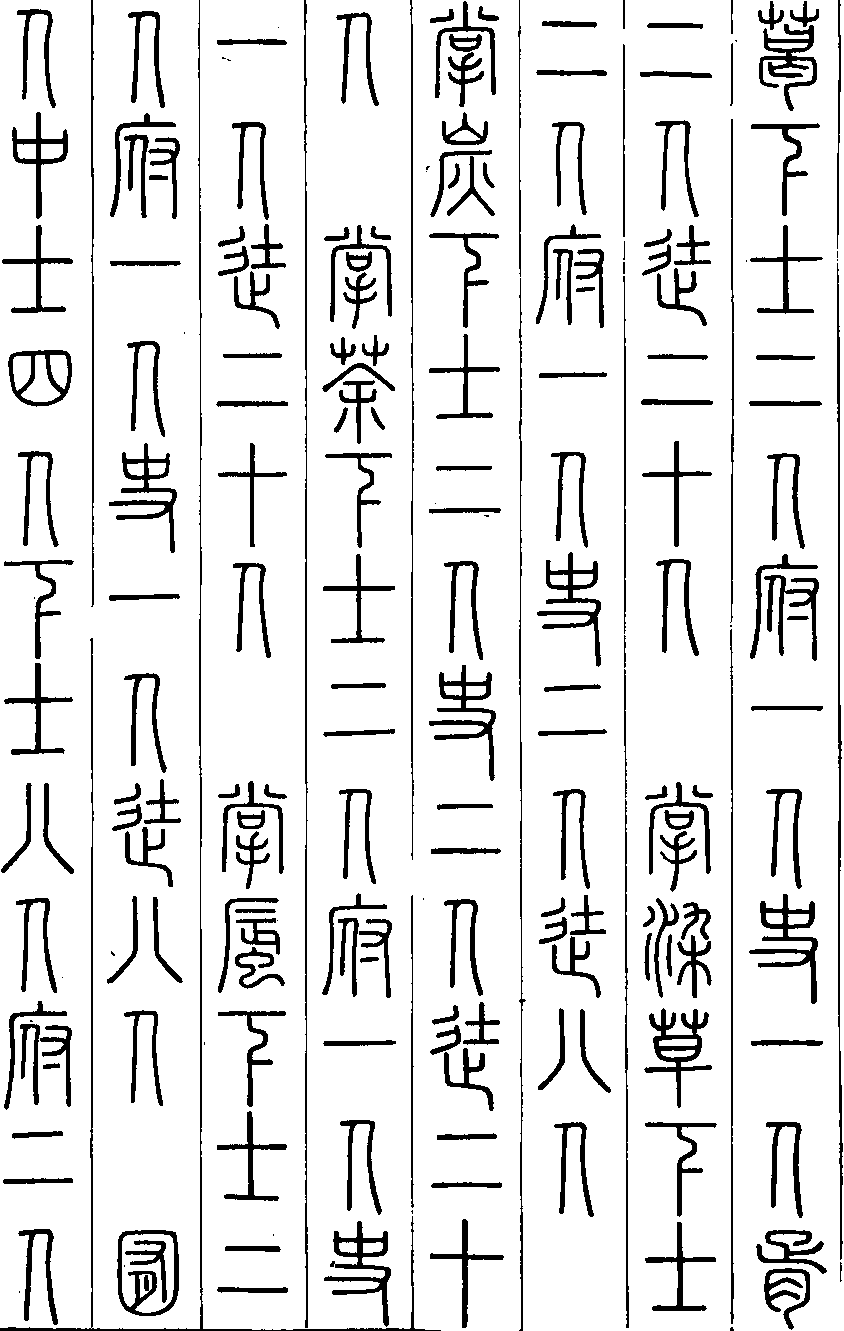 葛下士二人府一人史一人胥
二人徒二十人　掌染草下士
二人府一人史二人徒八人
掌炭下士二人史二人徒二十
人　掌荼下士二人府一人史
一人徒二十人　掌蜃下士二
人府一人史一人徒八人　囿
人中士四人下士八人府二人